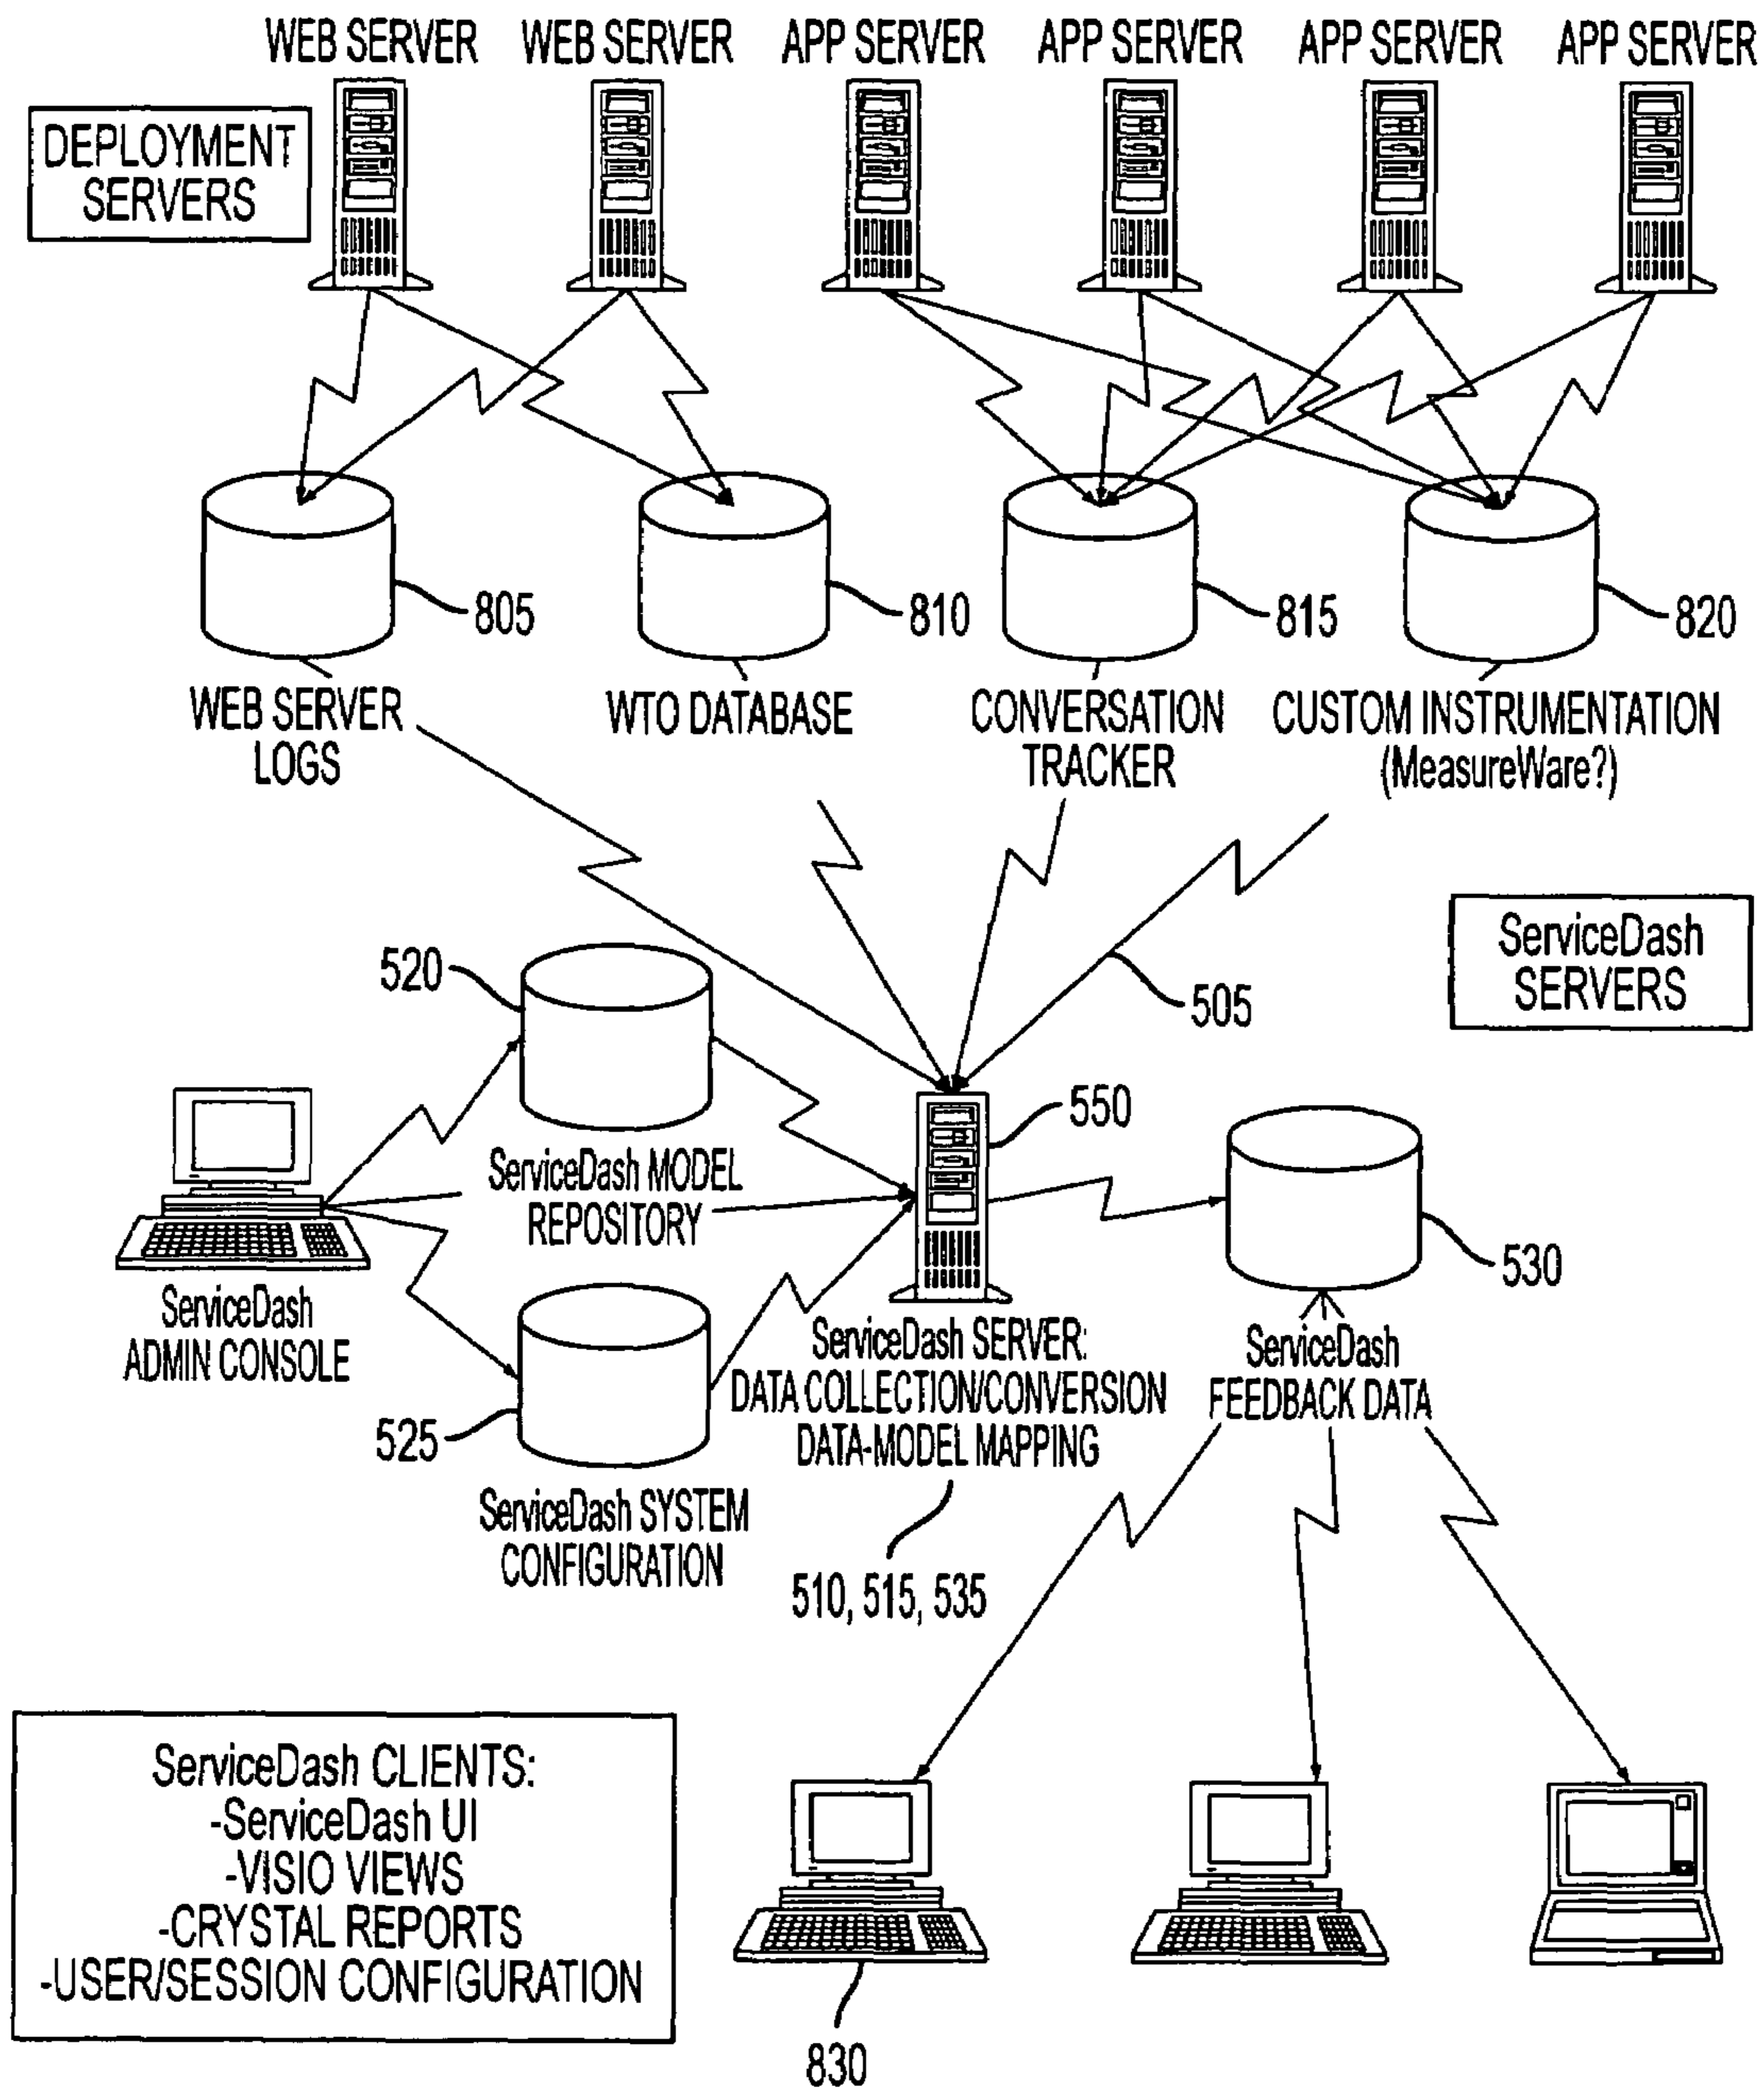 WEB SERVER
WEB SERVER
APP SERVER
APP SERVER
APP SERVER
APP SERVER
DEPLOYMENT
SERVERS
805
810
815
820
WEB SERVER
LOGS
WTO DATABASE
CONVERSATION
TRACKER
CUSTOM INSTRUMENTATION
(MeasureWare?)
ServiceDash
SERVERS
505
520
550
530
ServiceDash MODEL
REPOSITORY
ServiceDash
ADMIN CONSOLE
525
ServiceDash SYSTEM
CONFIGURATION
ServiceDash SERVER:
DATA COLLECTION/CONVERSION
DATA-MODEL MAPPING
510, 515, 535
ServiceDash
FEEDBACK DATA
ServiceDash CLIENTS:
-ServiceDash UI
-VISIO VIEWS
-CRYSTAL REPORTS
-USER/SESSION CONFIGURATION
830